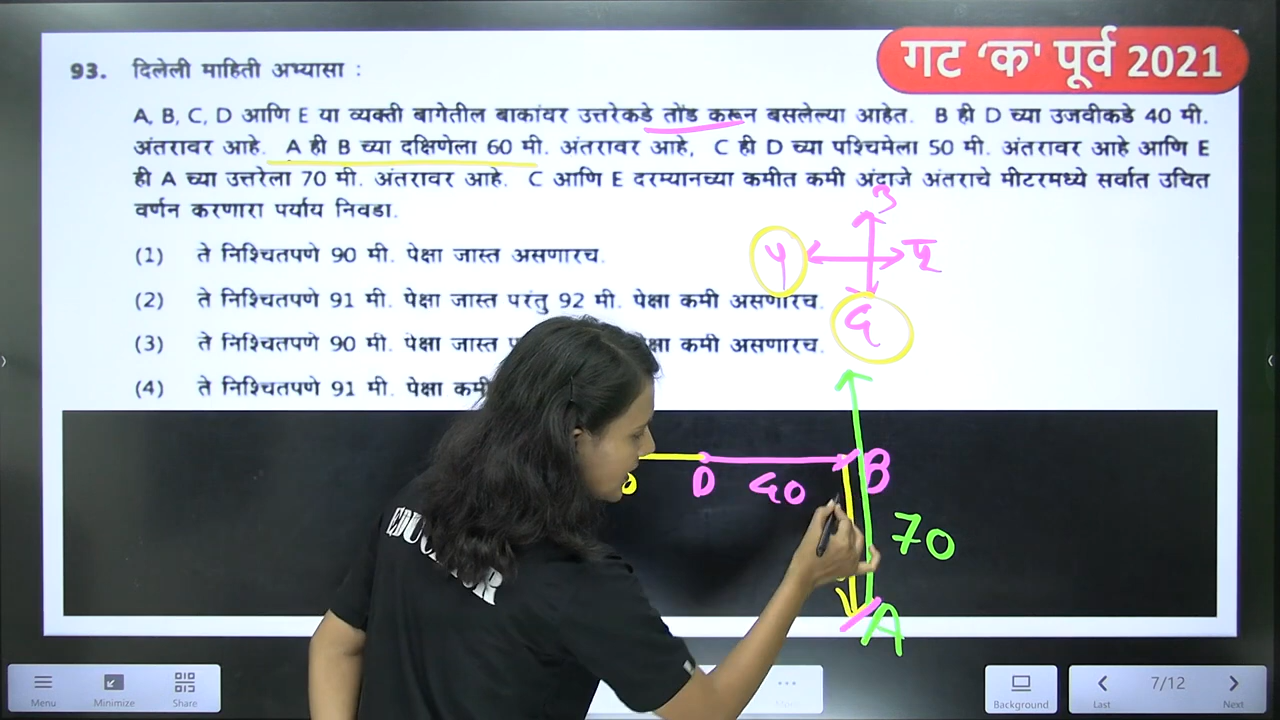 गट ‘क' पूर्व 2021
93. दिलेली माहिती अभ्यासा :
A, B, C, D आणि E या व्यक्ती बागेतील बाकांवर उत्तरेकडे तोंड करून बसलेल्या आहेत. B ही D च्या उजवीकडे 40 मी.
अंतरावर आहे. A ही B च्या दक्षिणेला 60 मी. अंतरावर आहे, C ही D च्या पश्चिमेला 50 मी. अंतरावर आहे आणि E
ही A च्या उत्तरेला 70 मी. अंतरावर आहे. C आणि E दरम्यानच्या कमीत कमी अंदाजे अंतराचे मीटरमध्ये सर्वात उचित
वर्णन करणारा पर्याय निवडा.
(1) ते निश्चितपणे 90 मी. पेक्षा जास्त असणारच.
(2) ते निश्चितपणे 91 मी. पेक्षा जास्त परंतु 92 मी. पेक्षा कमी असणारच.
(3) ते निश्चितपणे 90 मी. पेक्षा जास्त कमी असणारच.
(4) ते निश्चितपणे 91 मी. पेक्षा
उ
प पू
द
D 40 B
70
A
Menu Minimize Share
Background
Last 7/12 Next